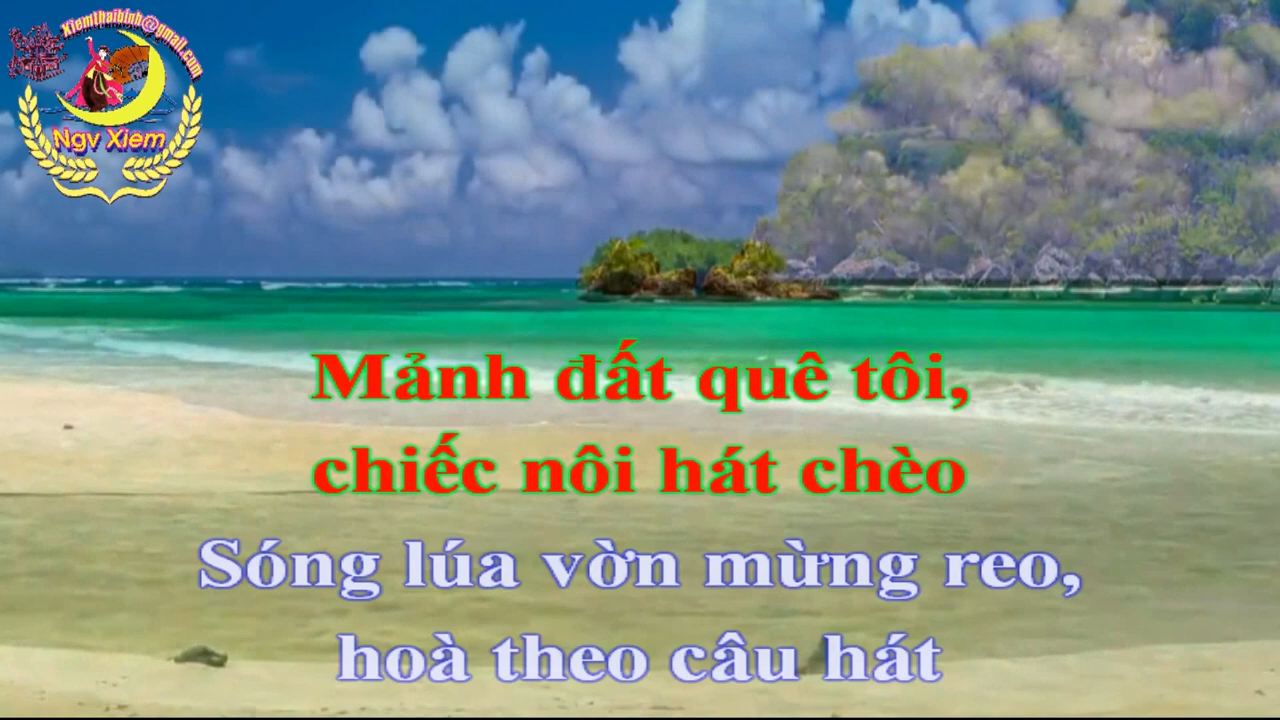 Xiemthaibinh@gmail.com
Ngv Xiem
Mảnh đất quê tôi,
chiếc nôi hát chèo
Sóng lúa vờn mừng reo,
hoà theo câu hát